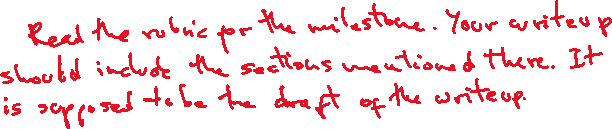 Read the rubric for the milestone. Your writeup
should include the sections mentioned there. It
is supposed to be the draft of the writeup.